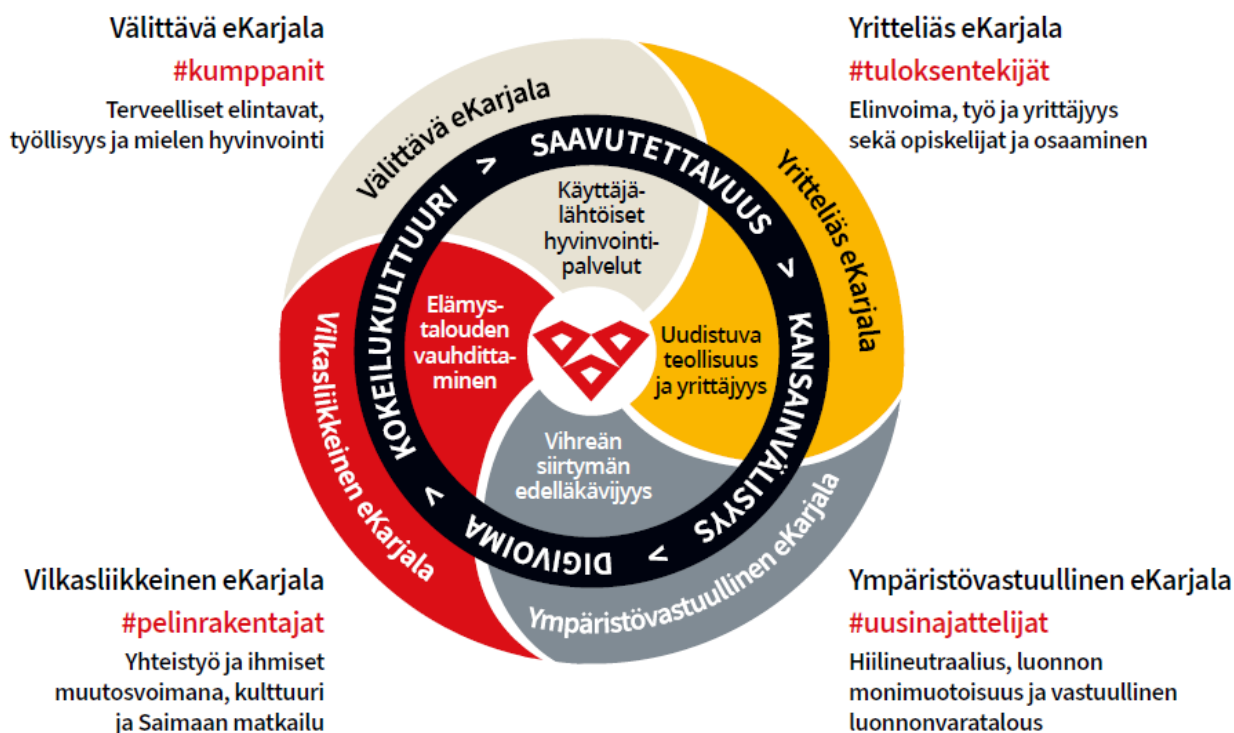 Välittävä eKarjala
#kumppanit
Terveelliset elintavat,
työllisyys ja mielen hyvinvointi
Yritteliäs eKarjala
#tuloksentekijät
Elinvoima, työ ja yrittäjyys
sekä opiskelijat ja osaaminen
Välittävä eKarjala
Yritteliäs eKarjala
SAAVUTETTAVUUS > KANSAINVÄLISYYS > DIGIVOIMA > KOKEILUKULTTUURI >
Käyttäjä-
lähtöiset
hyvinvointi-
palvelut
Elämys-
talouden
vauhditta-
minen
Uudistuva
teollisuus
ja yrittäjyys
Vihreän
siirtymän
edelläkävijyys
Vilkasliikkeinen eKarjala
Ympäristövastuullinen eKarjala
Vilkasliikkeinen eKarjala
#pelinrakentajat
Yhteistyö ja ihmiset
muutosvoimana, kulttuuri
ja Saimaan matkailu
Ympäristövastuullinen eKarjala
#uusinajattelijat
Hiilineutraalius, luonnon
monimuotoisuus ja vastuullinen
luonnonvaratalous